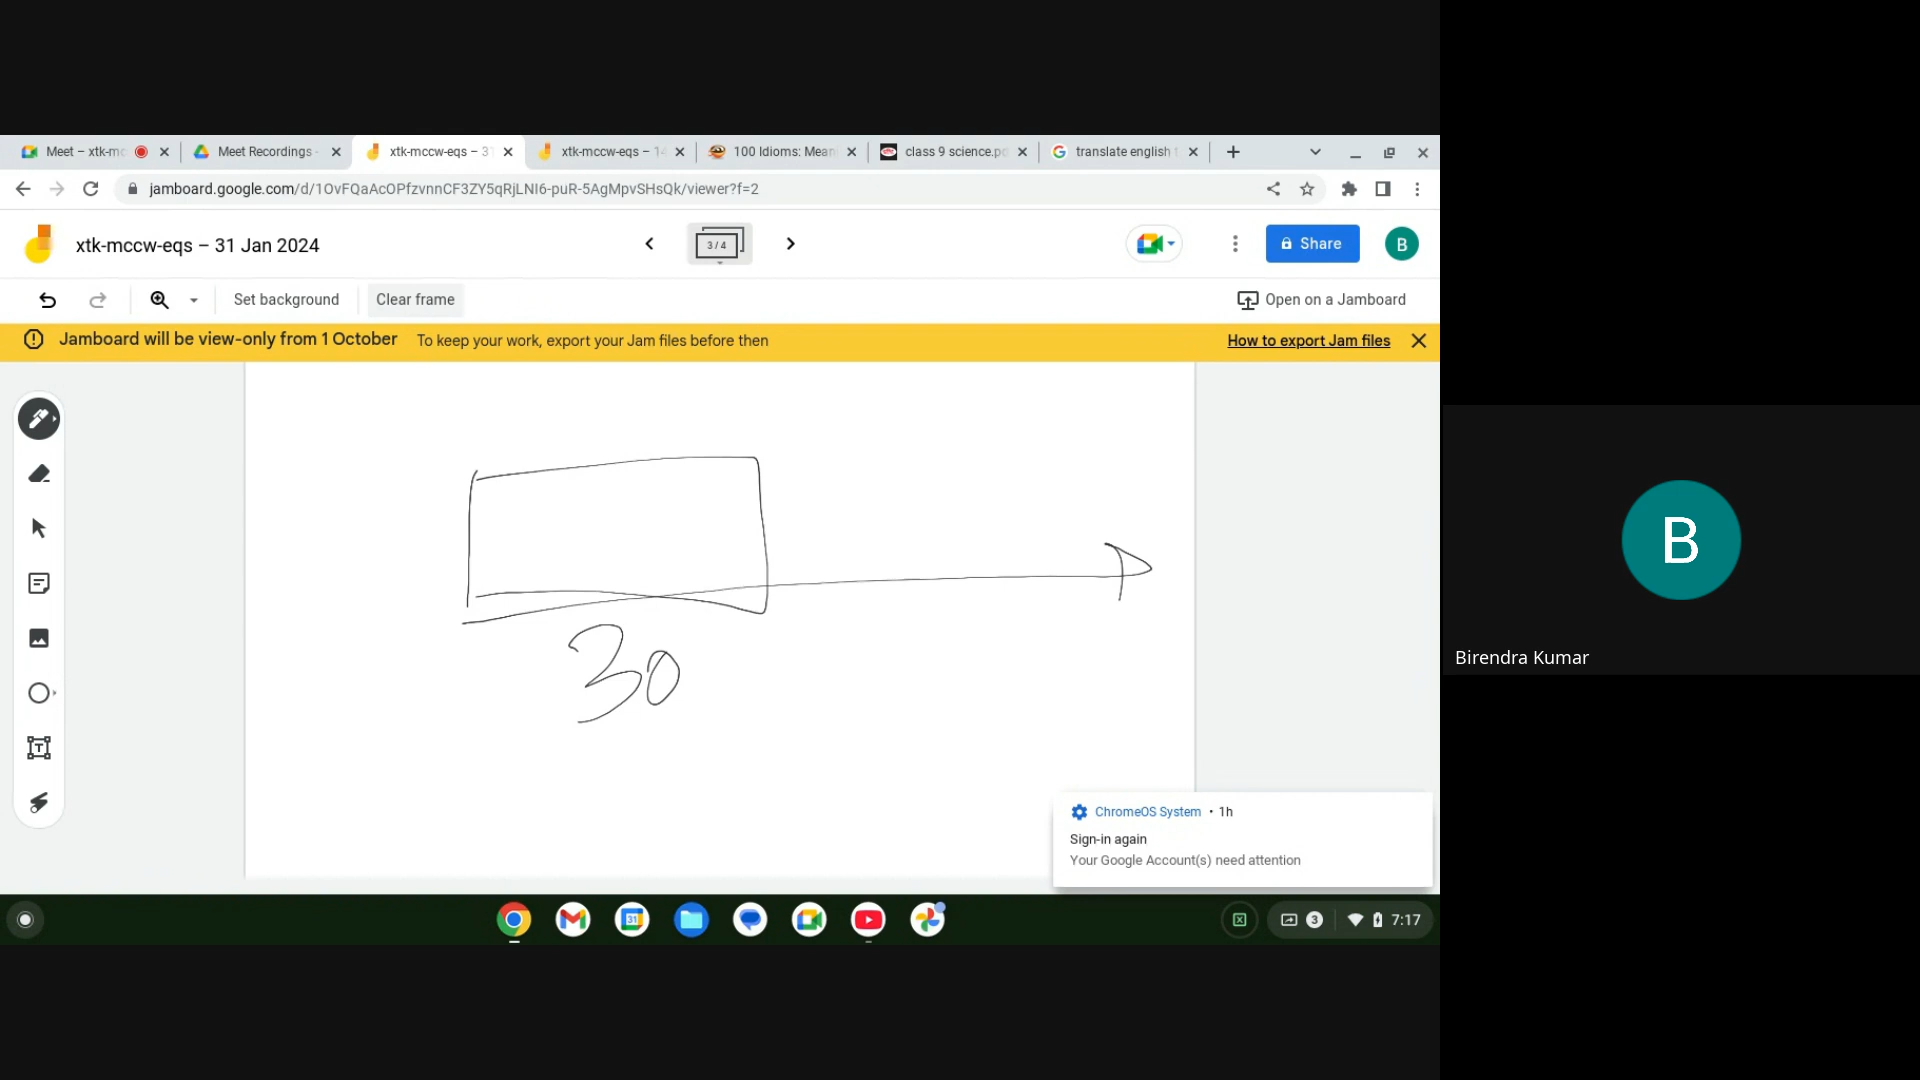 Meet – xtk-mc
Meet Recordings -
xtk-mccw-eqs – 31
xtk-mccw-eqs – 14
100 Idioms: Mean
class 9 science.pd
translate english t
jamboard.google.com/d/1OvFQaAcOPfzvnnCF3ZY5qRjLNI6-puR-5AgMpvSHsQk/viewer?f=2
xtk-mccw-eqs – 31 Jan 2024
3 / 4
Share
B
Set background
Clear frame
Open on a Jamboard
Jamboard will be view-only from 1 October To keep your work, export your Jam files before then
How to export Jam files
30
B
Birendra Kumar
ChromeOS System • 1h
Sign-in again
Your Google Account(s) need attention
31
3
7:17